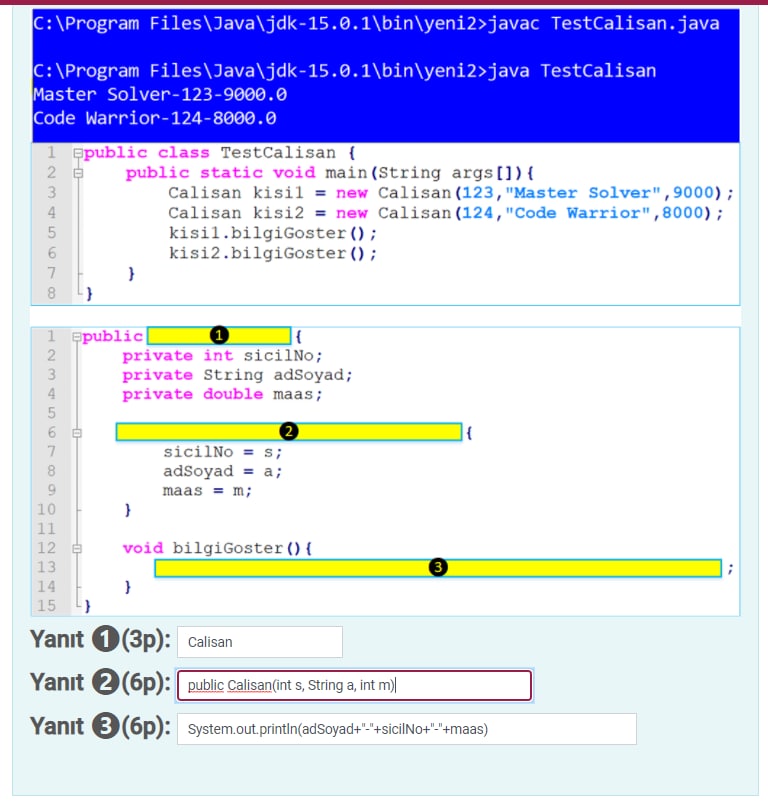 C:\Program Files\Java\jdk-15.0.1\bin\yeni2>javac TestCalisan.java
C:\Program Files\Java\jdk-15.0.1\bin\yeni2>java TestCalisan
Master Solver-123-9000.0
Code Warrior-124-8000.0
1 public class TestCalisan {
2 public static void main(String args[]){
3 Calisan kisi1 = new Calisan(123,"Master Solver",9000);
4 Calisan kisi2 = new Calisan(124,"Code Warrior",8000);
5 kisi1.bilgiGoster();
6 kisi2.bilgiGoster();
7 }
8 }
1 public 1 {
2 private int sicilNo;
3 private String adSoyad;
4 private double maas;
5
6 2 {
7 sicilNo = s;
8 adSoyad = a;
9 maas = m;
10 }
11
12 void bilgiGoster(){
13 3 ;
14 }
15 }
Yanıt 1(3p): Calisan
Yanıt 2(6p): public Calisan(int s, String a, int m)
Yanıt 3(6p): System.out.println(adSoyad+"-"+sicilNo+"-"+maas)